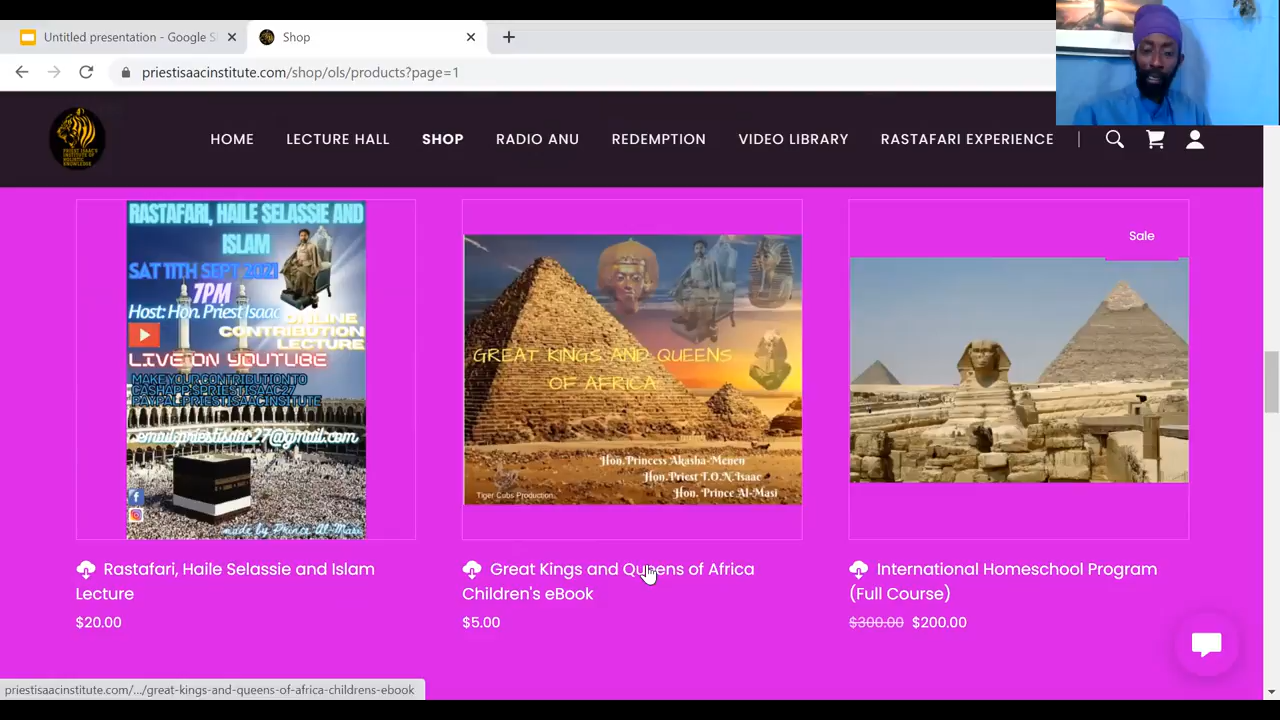 Untitled presentation - Google S
Shop
priestisaacinstitute.com/shop/ols/products?page=1
PRIEST ISAAC'S
INSTITUTE OF
HOLISTIC
KNOWLEDGE
HOME LECTURE HALL SHOP RADIO ANU REDEMPTION VIDEO LIBRARY RASTAFARI EXPERIENCE
RASTAFARI, HAILE SELASSIE AND
ISLAM
SAT 11TH SEPT 2021
7PM
Host: Hon. Priest Isaac
ONLINE
CONTRIBUTION
LECTURE
LIVE ON YOUTUBE
MAKE YOUR CONTRIBUTION TO
CASHAPP:$PRIESTISAAC27
PAYPAL:PRIESTISAACINSTITUTE
email:priestisaac27@gmail.com
made by Prince Al-Masi
Rastafari, Haile Selassie and Islam
Lecture
$20.00
GREAT KINGS AND QUEENS
OF AFRICA
Hon.Princess Akasha-Menen
Hon.Priest T.O.N.Isaac
Hon. Prince Al-Masi
Tiger Cubs Production.
Great Kings and Queens of Africa
Children's eBook
$5.00
Sale
International Homeschool Program
(Full Course)
$300.00 $200.00
priestisaacinstitute.com/.../great-kings-and-queens-of-africa-childrens-ebook